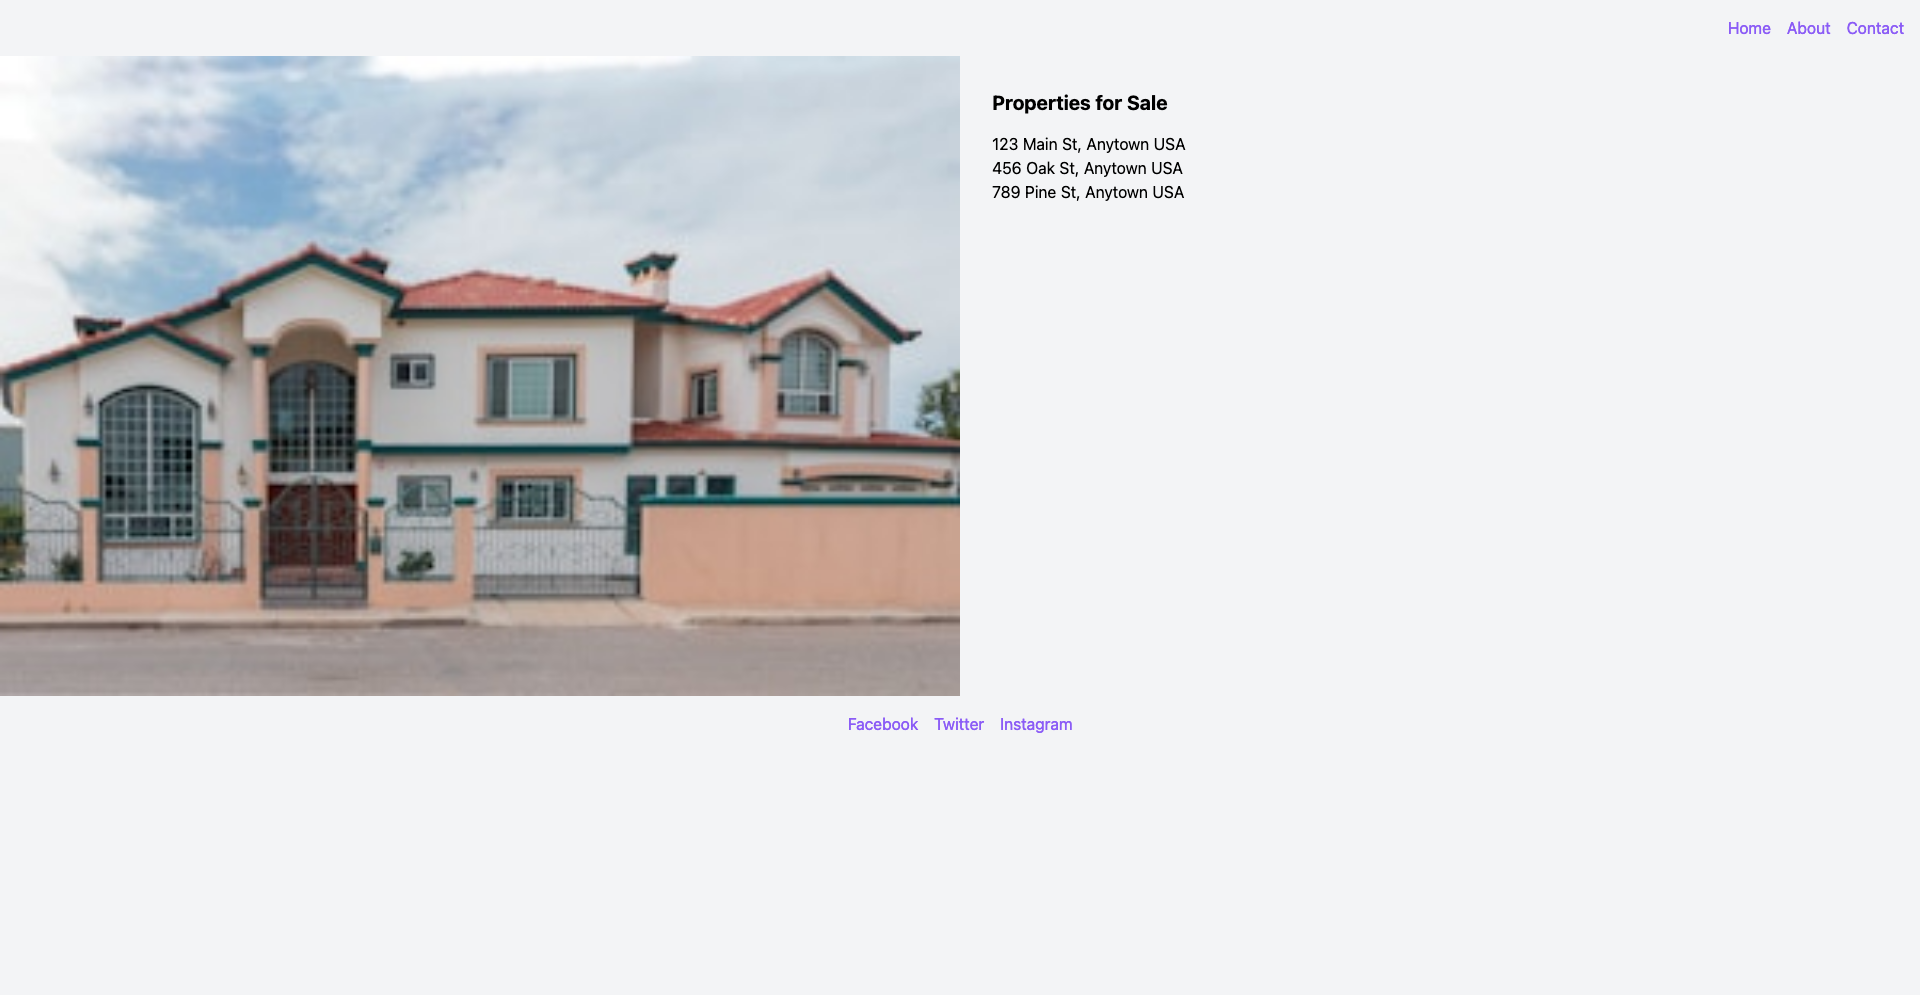 Home About Contact
Properties for Sale
123 Main St, Anytown USA
456 Oak St, Anytown USA
789 Pine St, Anytown USA
Facebook Twitter Instagram